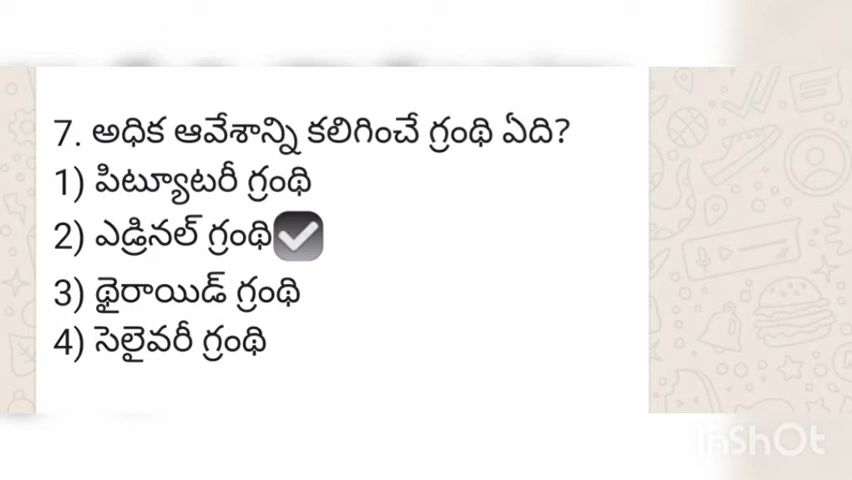 7. అధిక ఆవేశాన్ని కలిగించే గ్రంథి ఏది?
1) పిట్యూటరీ గ్రంథి
2) ఎడ్రినల్ గ్రంథి✅
3) థైరాయిడ్ గ్రంథి
4) సెలైవరీ గ్రంథి
InShOt